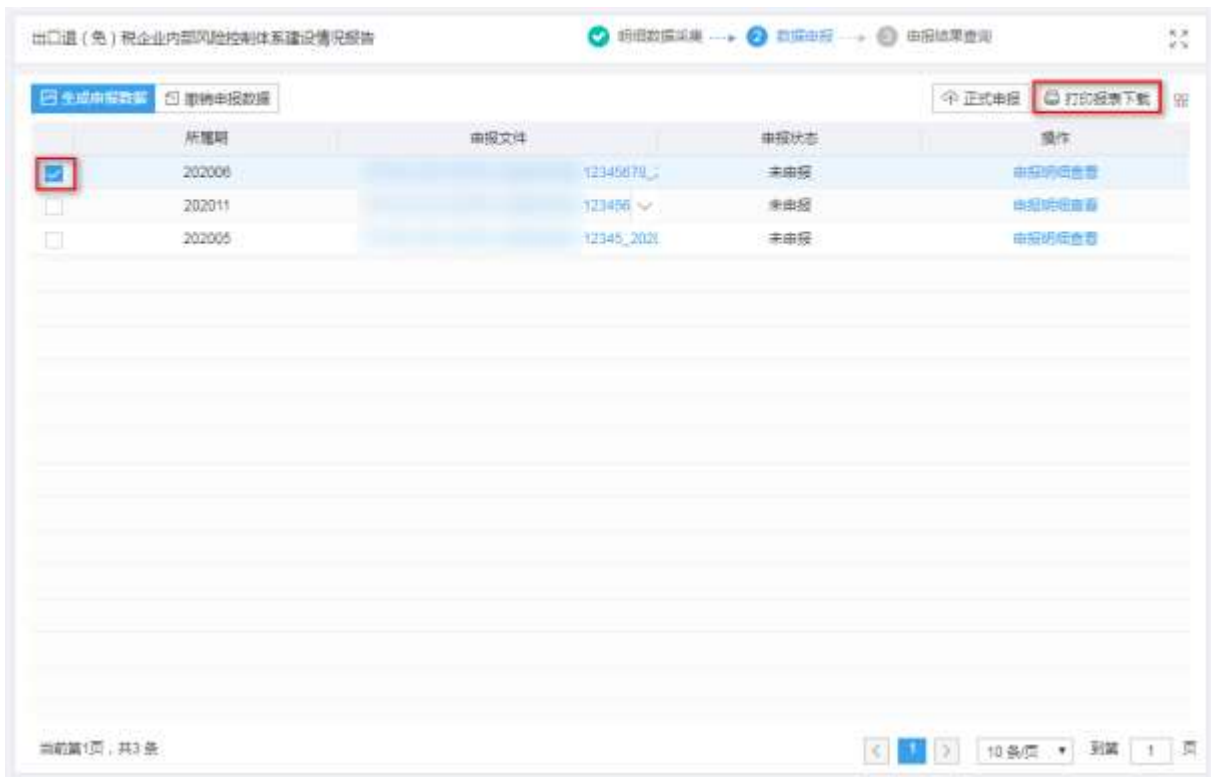 出口退（免）税企业内部风险控制体系建设情况报告 明细数据采集 2 数据申报 3 申报结果查询
生成申报数据 撤销申报数据 正式申报 打印报表下载
所属期 申报文件 申报状态 操作
202006 12345678_ 未申报 申报明细查看
202011 123456 未申报 申报明细查看
202005 12345_202 未申报 申报明细查看
当前第1页，共3 条 1 10 条/页 到第 1 页